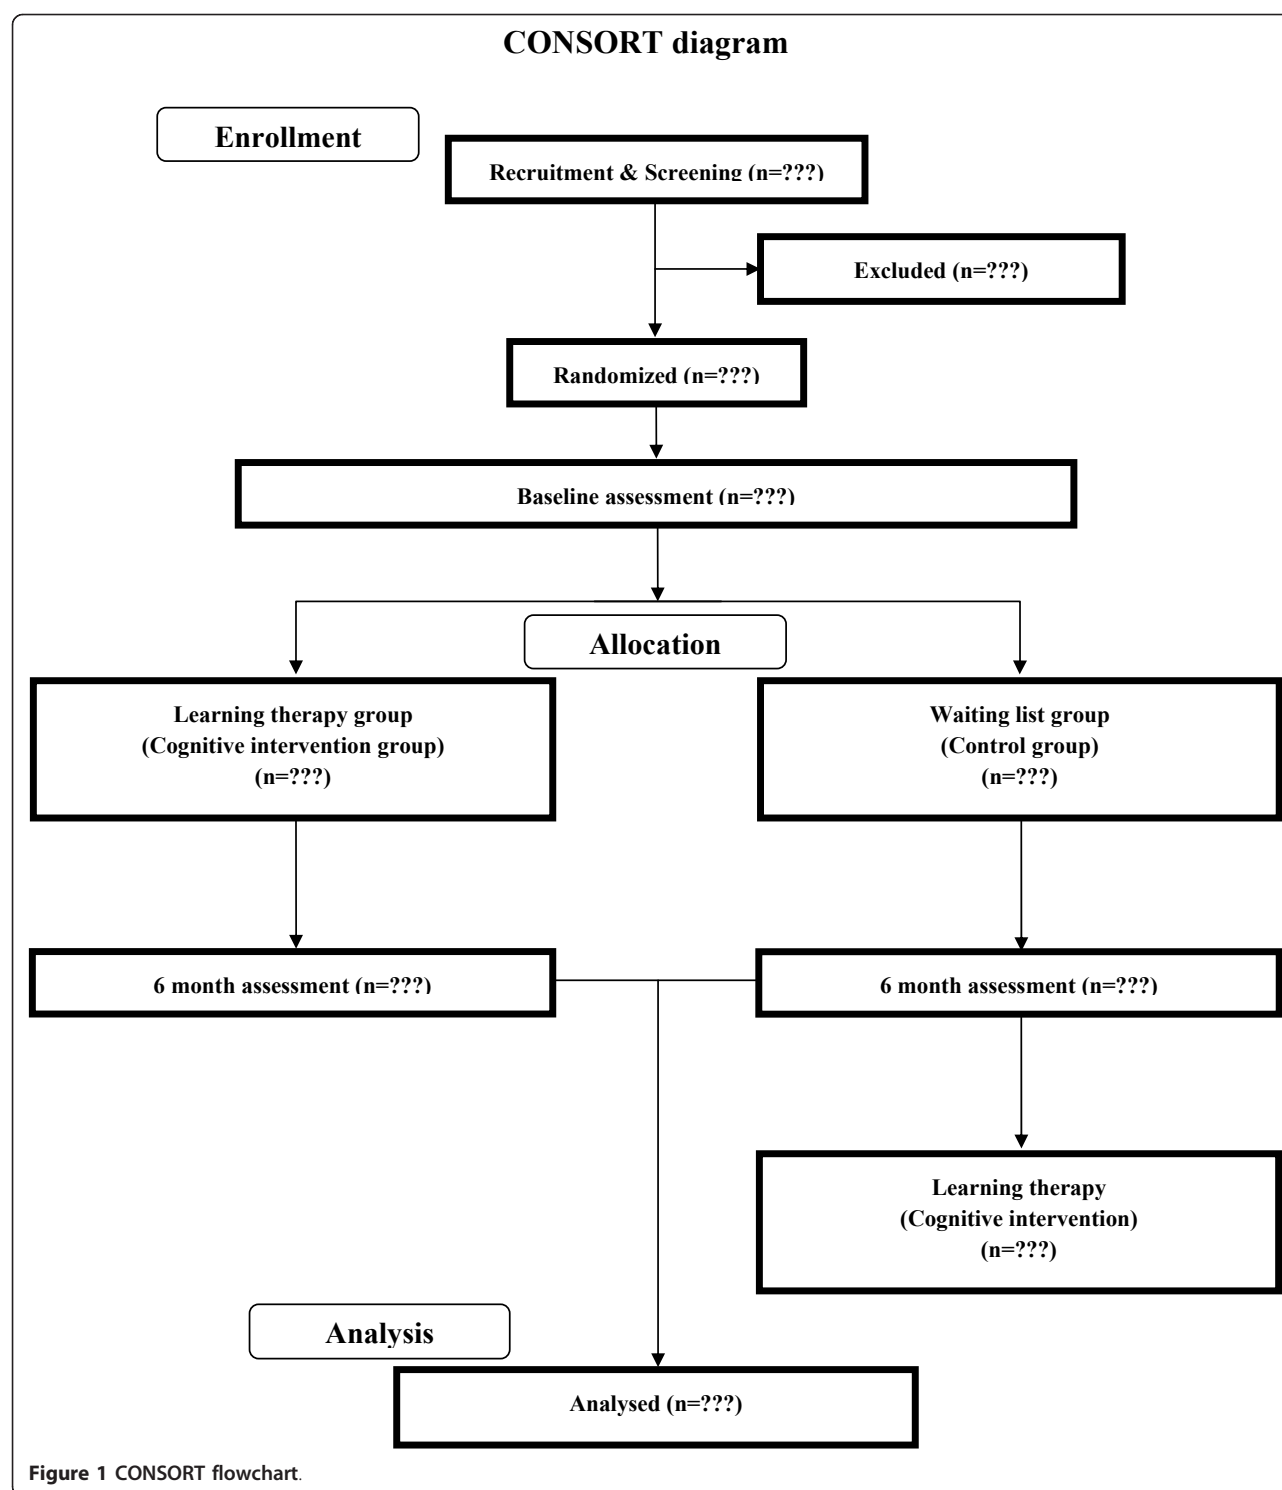 CONSORT diagram
Enrollment
Recruitment & Screening (n=???)
Excluded (n=???)
Randomized (n=???)
Baseline assessment (n=???)
Allocation
Learning therapy group
(Cognitive intervention group)
(n=???)
Waiting list group
(Control group)
(n=???)
6 month assessment (n=???)
6 month assessment (n=???)
Learning therapy
(Cognitive intervention)
(n=???)
Analysis
Analysed (n=???)
Figure 1 CONSORT flowchart.